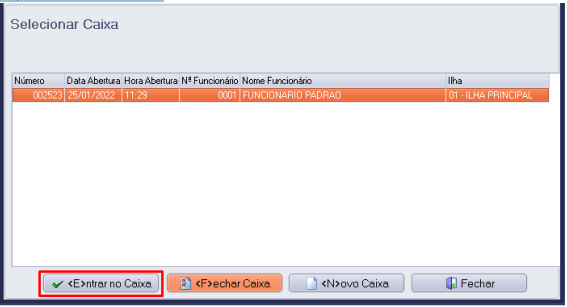 Selecionar Caixa
Número Data Abertura Hora Abertura Nº Funcionário Nome Funcionário Ilha
002523 25/01/2022 11:29 0001 FUNCIONARIO PADRAO 01 - ILHA PRINCIPAL
<E>ntrar no Caixa <F>echar Caixa <N>ovo Caixa Fechar